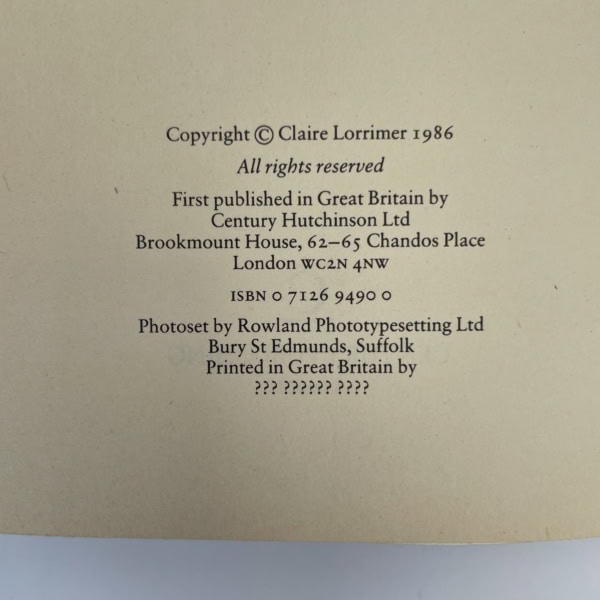 Copyright © Claire Lorrimer 1986
All rights reserved
First published in Great Britain by
Century Hutchinson Ltd
Brookmount House, 62–65 Chandos Place
London WC2N 4NW
ISBN 0 7126 9490 0
Photoset by Rowland Phototypesetting Ltd
Bury St Edmunds, Suffolk
Printed in Great Britain by
??? ?????? ????